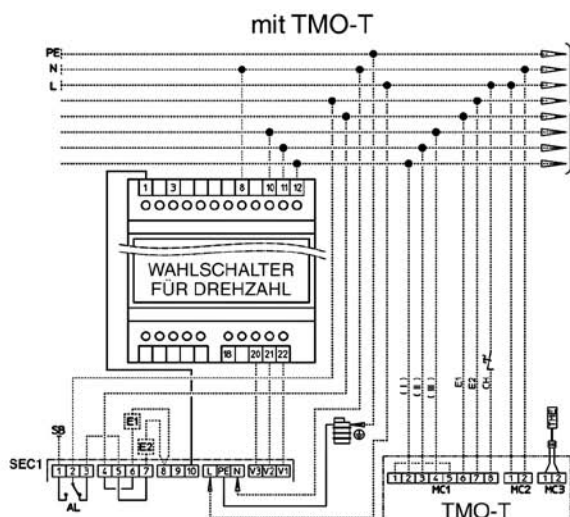 mit TMO-T
PE
N
L
1 3 8 10 11 12
WAHLSCHALTER
FÜR DREHZAHL
18 20 21 22
( I )
( II )
( III )
E1
E2
CH
SB
E1
E2
SEC1
1 2 3 4 5 6 7 8 9 10 L PE N V3 V2 V1
AL
1 2 3 4 5 6 7 8 1 2 1 2
MC1 MC2 MC3
TMO-T